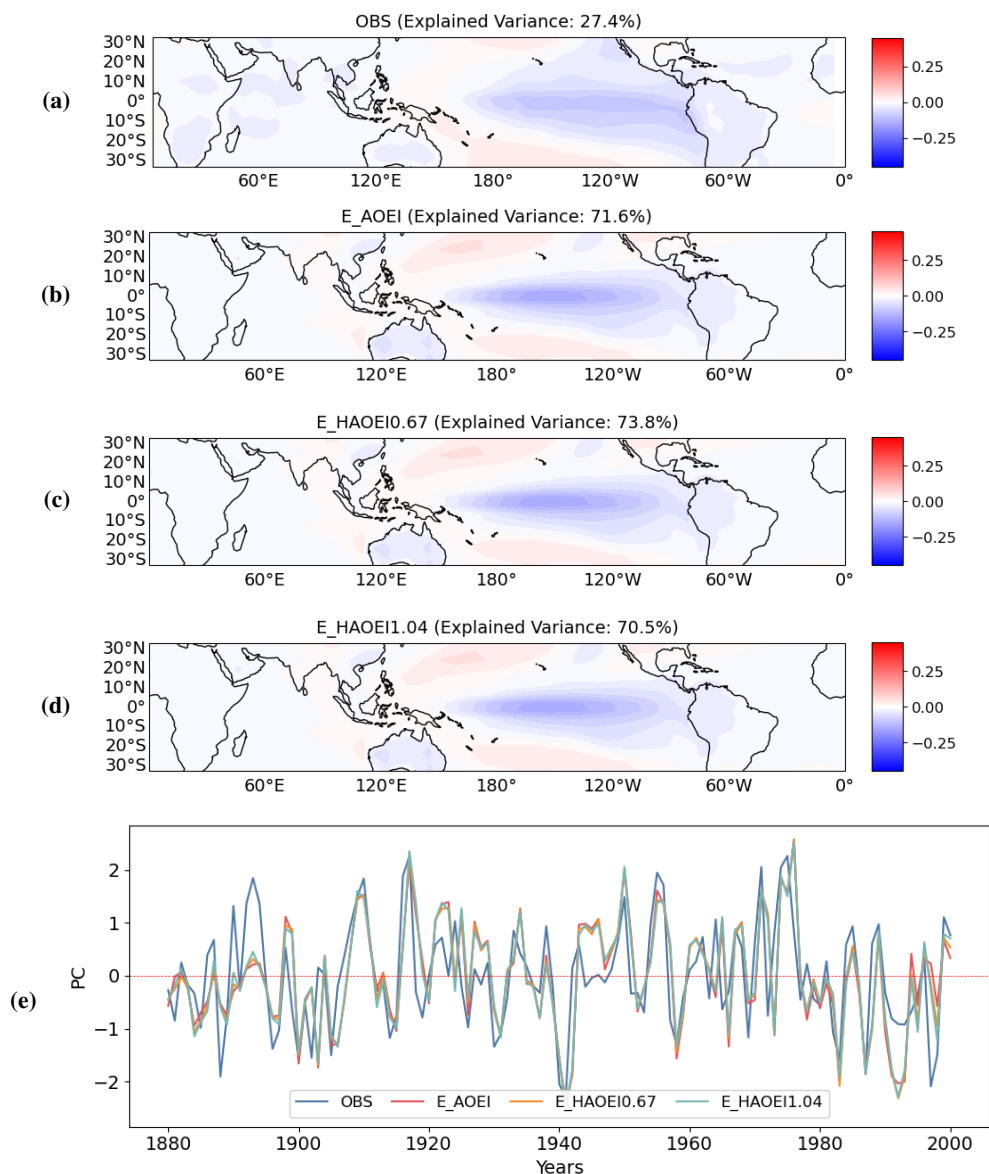 OBS (Explained Variance: 27.4%)
30°N
20°N
10°N
0°
10°S
20°S
30°S
(a)
0.25
0.00
−0.25
60°E 120°E 180° 120°W 60°W 0°
E_AOEI (Explained Variance: 71.6%)
30°N
20°N
10°N
0°
10°S
20°S
30°S
(b)
0.25
0.00
−0.25
60°E 120°E 180° 120°W 60°W 0°
E_HAOEI0.67 (Explained Variance: 73.8%)
30°N
20°N
10°N
0°
10°S
20°S
30°S
(c)
0.25
0.00
−0.25
60°E 120°E 180° 120°W 60°W 0°
E_HAOEI1.04 (Explained Variance: 70.5%)
30°N
20°N
10°N
0°
10°S
20°S
30°S
(d)
0.25
0.00
−0.25
60°E 120°E 180° 120°W 60°W 0°
(e)
PC
2
1
0
−1
−2
OBS E_AOEI E_HAOEI0.67 E_HAOEI1.04
1880 1900 1920 1940 1960 1980 2000
Years